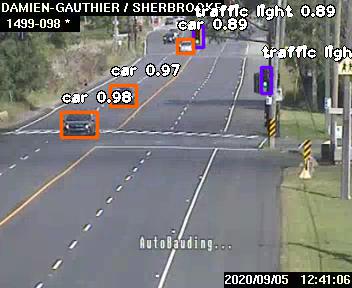 DAMIEN-GAUTHIER / SHERBROOKE
traffic light 0.89
1499-098 *
car 0.89
traffic ligh
car 0.97
car 0.98
AutoBauding...
2020/09/05 12:41:06